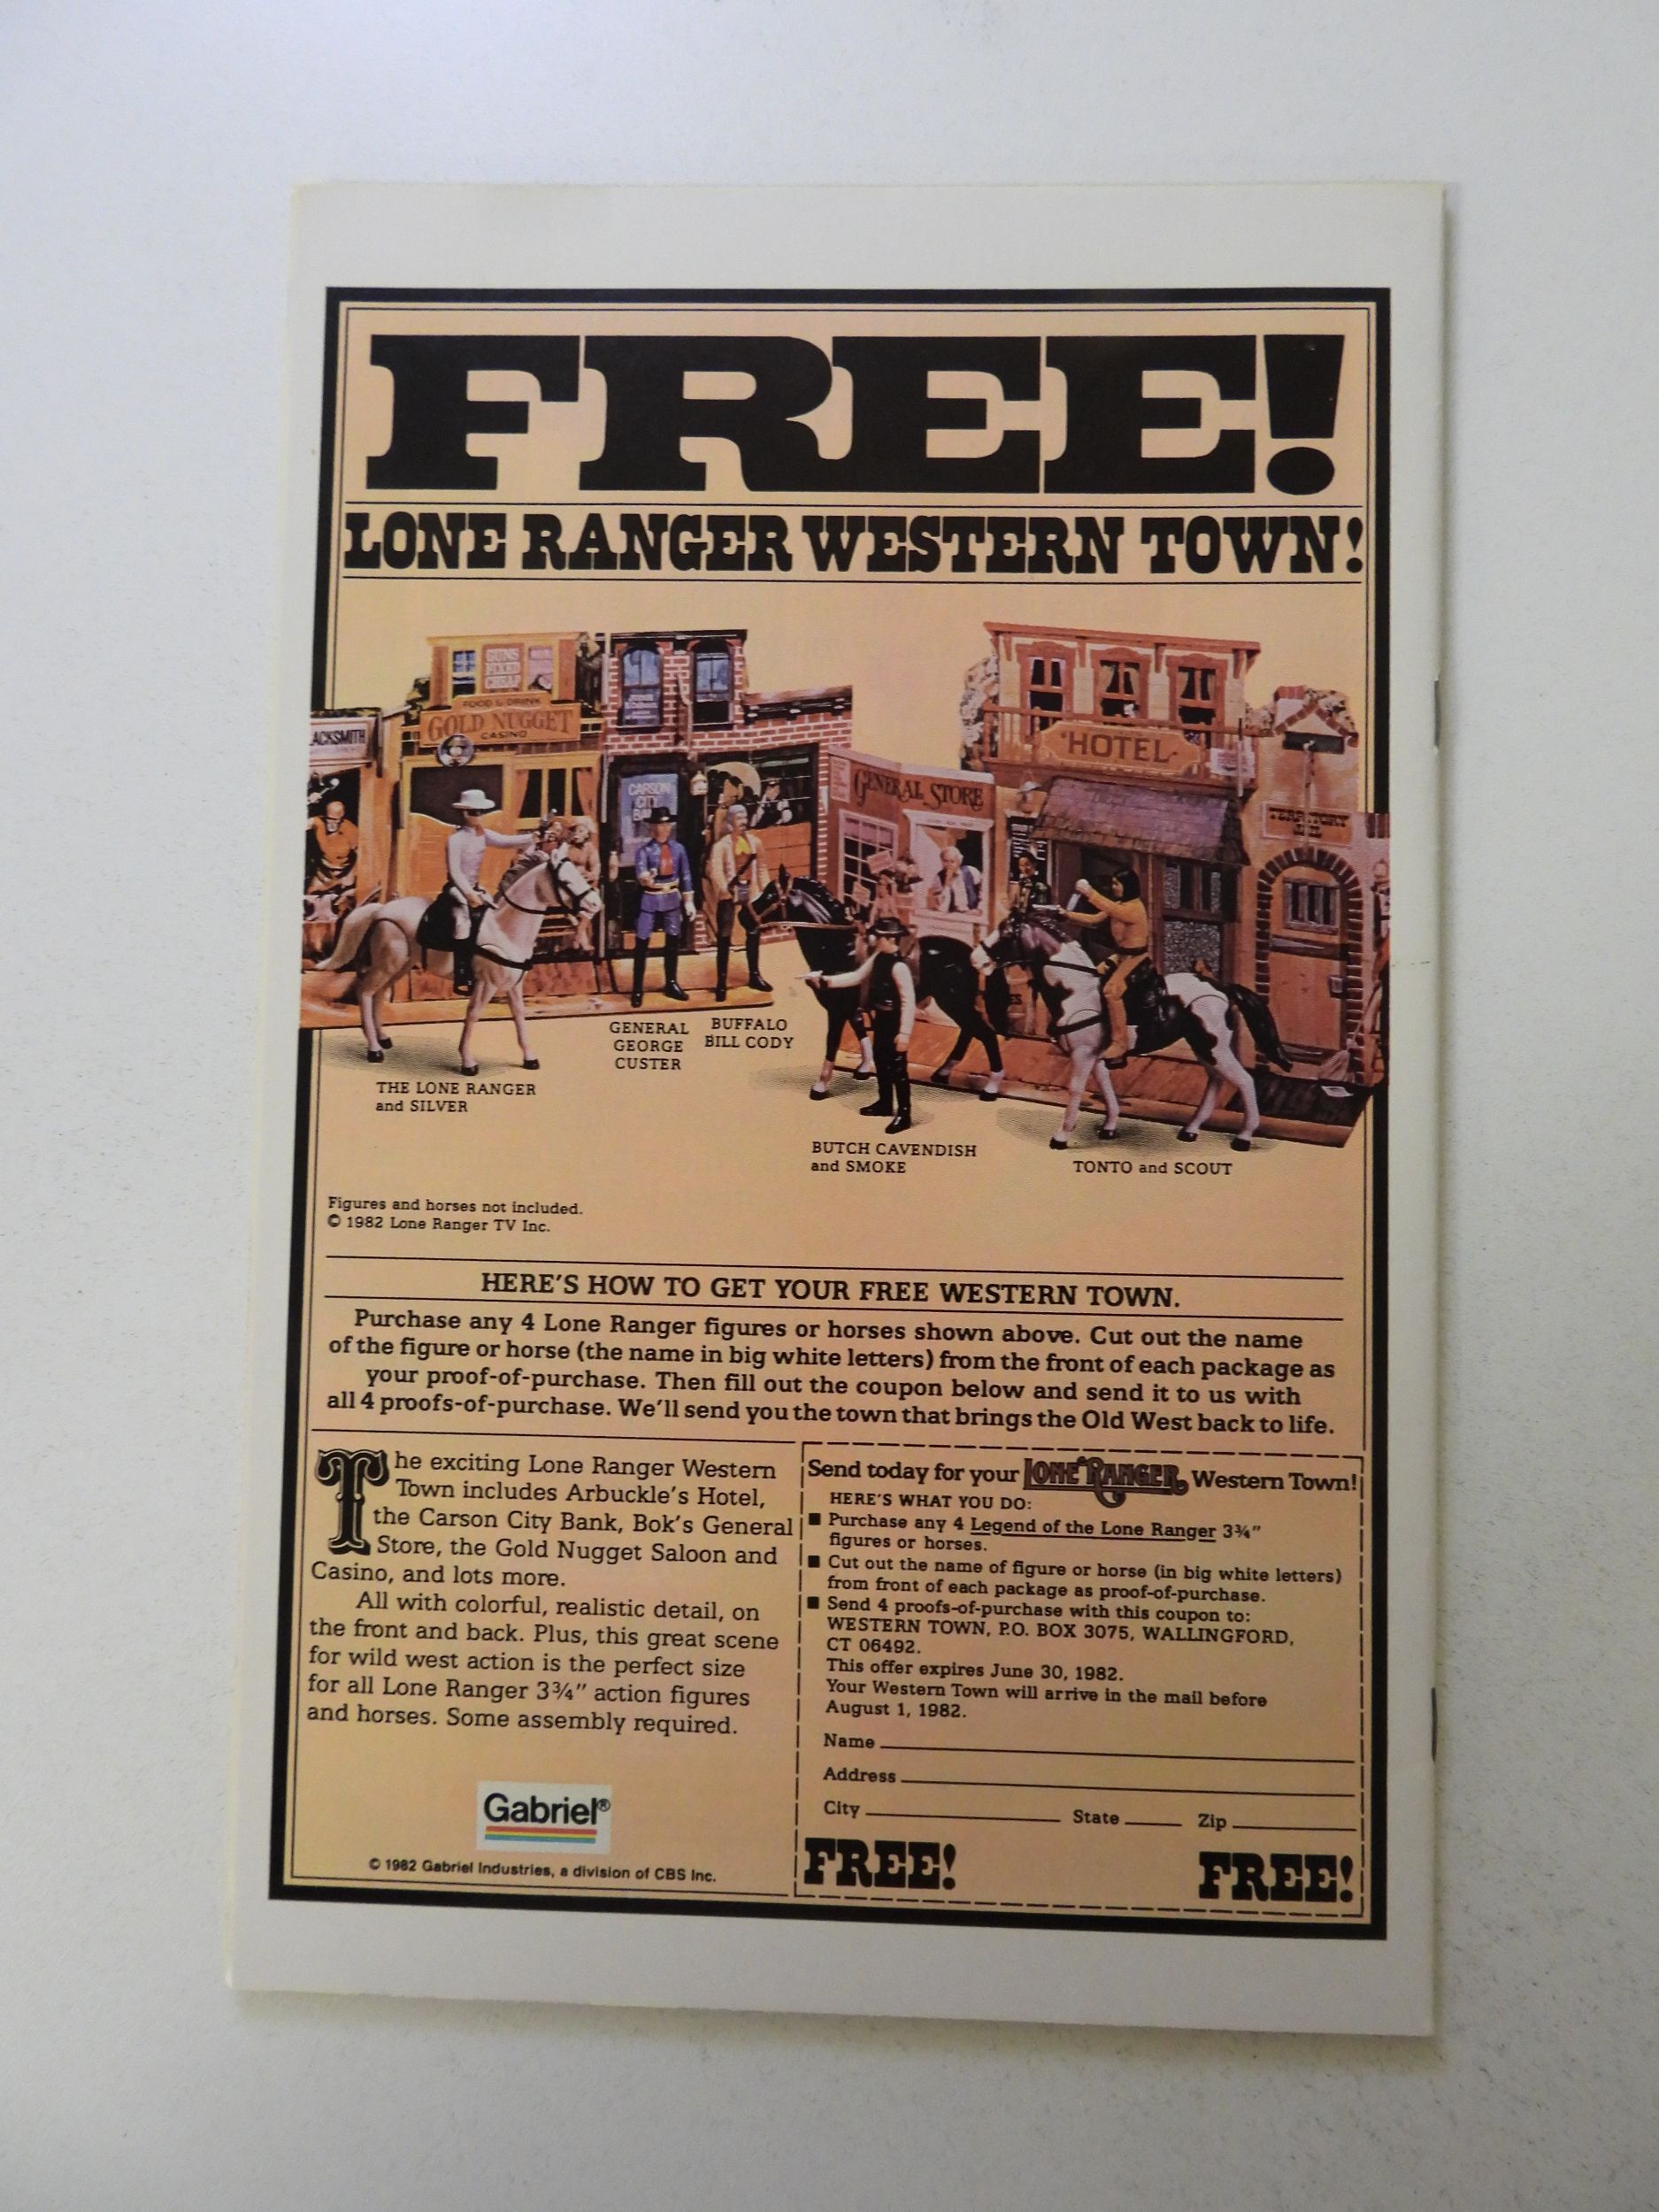 FREE!
LONE RANGER WESTERN TOWN!
GUNS
FIXED
CHEAP
FOOD & DRINK
GOLD NUGGET
CASINO
ACKSMITH
CARSON
CITY
GENERAL STORE
HOTEL
TERRITORY
GENERAL
GEORGE
CUSTER
BUFFALO
BILL CODY
THE LONE RANGER
and SILVER
BUTCH CAVENDISH
and SMOKE
TONTO and SCOUT
Figures and horses not included.
© 1982 Lone Ranger TV Inc.
HERE'S HOW TO GET YOUR FREE WESTERN TOWN.
Purchase any 4 Lone Ranger figures or horses shown above. Cut out the name
of the figure or horse (the name in big white letters) from the front of each package as
your proof-of-purchase. Then fill out the coupon below and send it to us with
all 4 proofs-of-purchase. We'll send you the town that brings the Old West back to life.
The exciting Lone Ranger Western
Town includes Arbuckle's Hotel,
the Carson City Bank, Bok's General
Store, the Gold Nugget Saloon and
Casino, and lots more.
All with colorful, realistic detail, on
the front and back. Plus, this great scene
for wild west action is the perfect size
for all Lone Ranger 3¾" action figures
and horses. Some assembly required.
Gabriel®
© 1982 Gabriel Industries, a division of CBS Inc.
Send today for your LONE RANGER Western Town!
HERE'S WHAT YOU DO:
■ Purchase any 4 Legend of the Lone Ranger 3¾"
figures or horses.
■ Cut out the name of figure or horse (in big white letters)
from front of each package as proof-of-purchase.
■ Send 4 proofs-of-purchase with this coupon to:
WESTERN TOWN, P.O. BOX 3075, WALLINGFORD,
CT 06492.
This offer expires June 30, 1982.
Your Western Town will arrive in the mail before
August 1, 1982.
Name
Address
City State Zip
FREE! FREE!